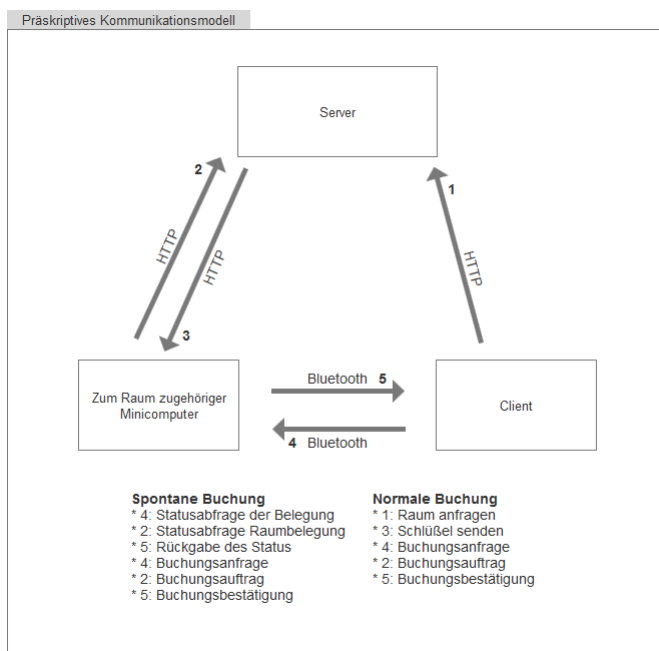 Präskriptives Kommunikationsmodell
Server
2
1
HTTP
HTTP
HTTP
3
Zum Raum zugehöriger
Minicomputer
Bluetooth 5
4 Bluetooth
Client
Spontane Buchung
* 4: Statusabfrage der Belegung
* 2: Statusabfrage Raumbelegung
* 5: Rückgabe des Status
* 4: Buchungsanfrage
* 2: Buchungsauftrag
* 5: Buchungsbestätigung
Normale Buchung
* 1: Raum anfragen
* 3: Schlüßel senden
* 4: Buchungsanfrage
* 2: Buchungsauftrag
* 5: Buchungsbestätigung